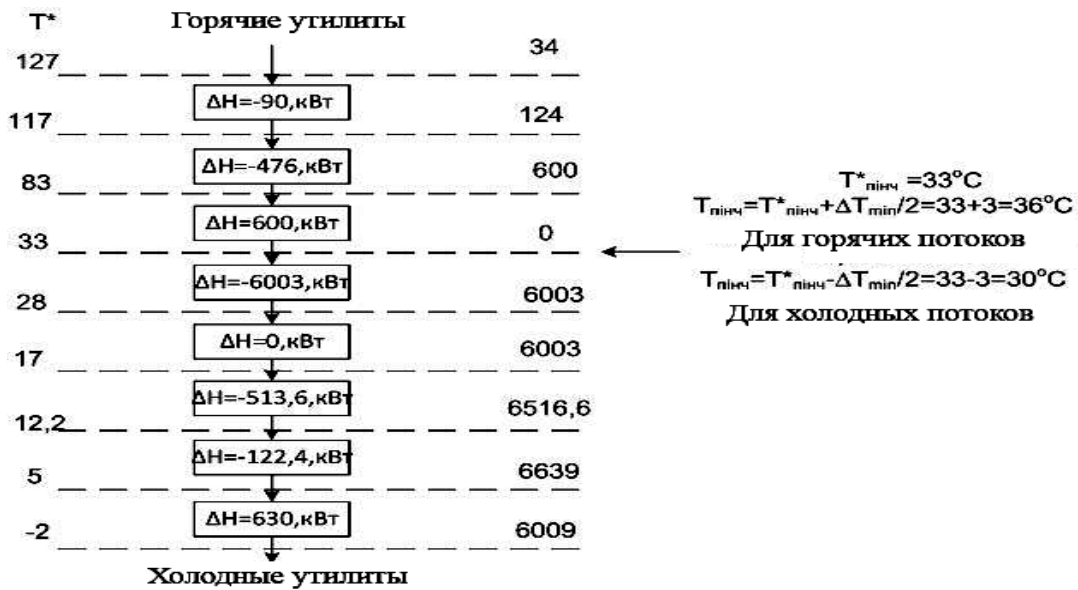 T*
Горячие утилиты
34
127
ΔH=-90,кВт
117
124
ΔH=-476,кВт
83
600
ΔH=600,кВт
33
0
ΔH=-6003,кВт
28
6003
ΔH=0,кВт
17
6003
ΔH=-513,6,кВт
12,2
6516,6
ΔH=-122,4,кВт
5
6639
ΔH=630,кВт
-2
6009
Холодные утилиты
T*пінч =33°C
Tпінч=T*пінч+ΔTmin/2=33+3=36°C
Для горячих потоков
Tпінч=T*пінч-ΔTmin/2=33-3=30°C
Для холодных потоков